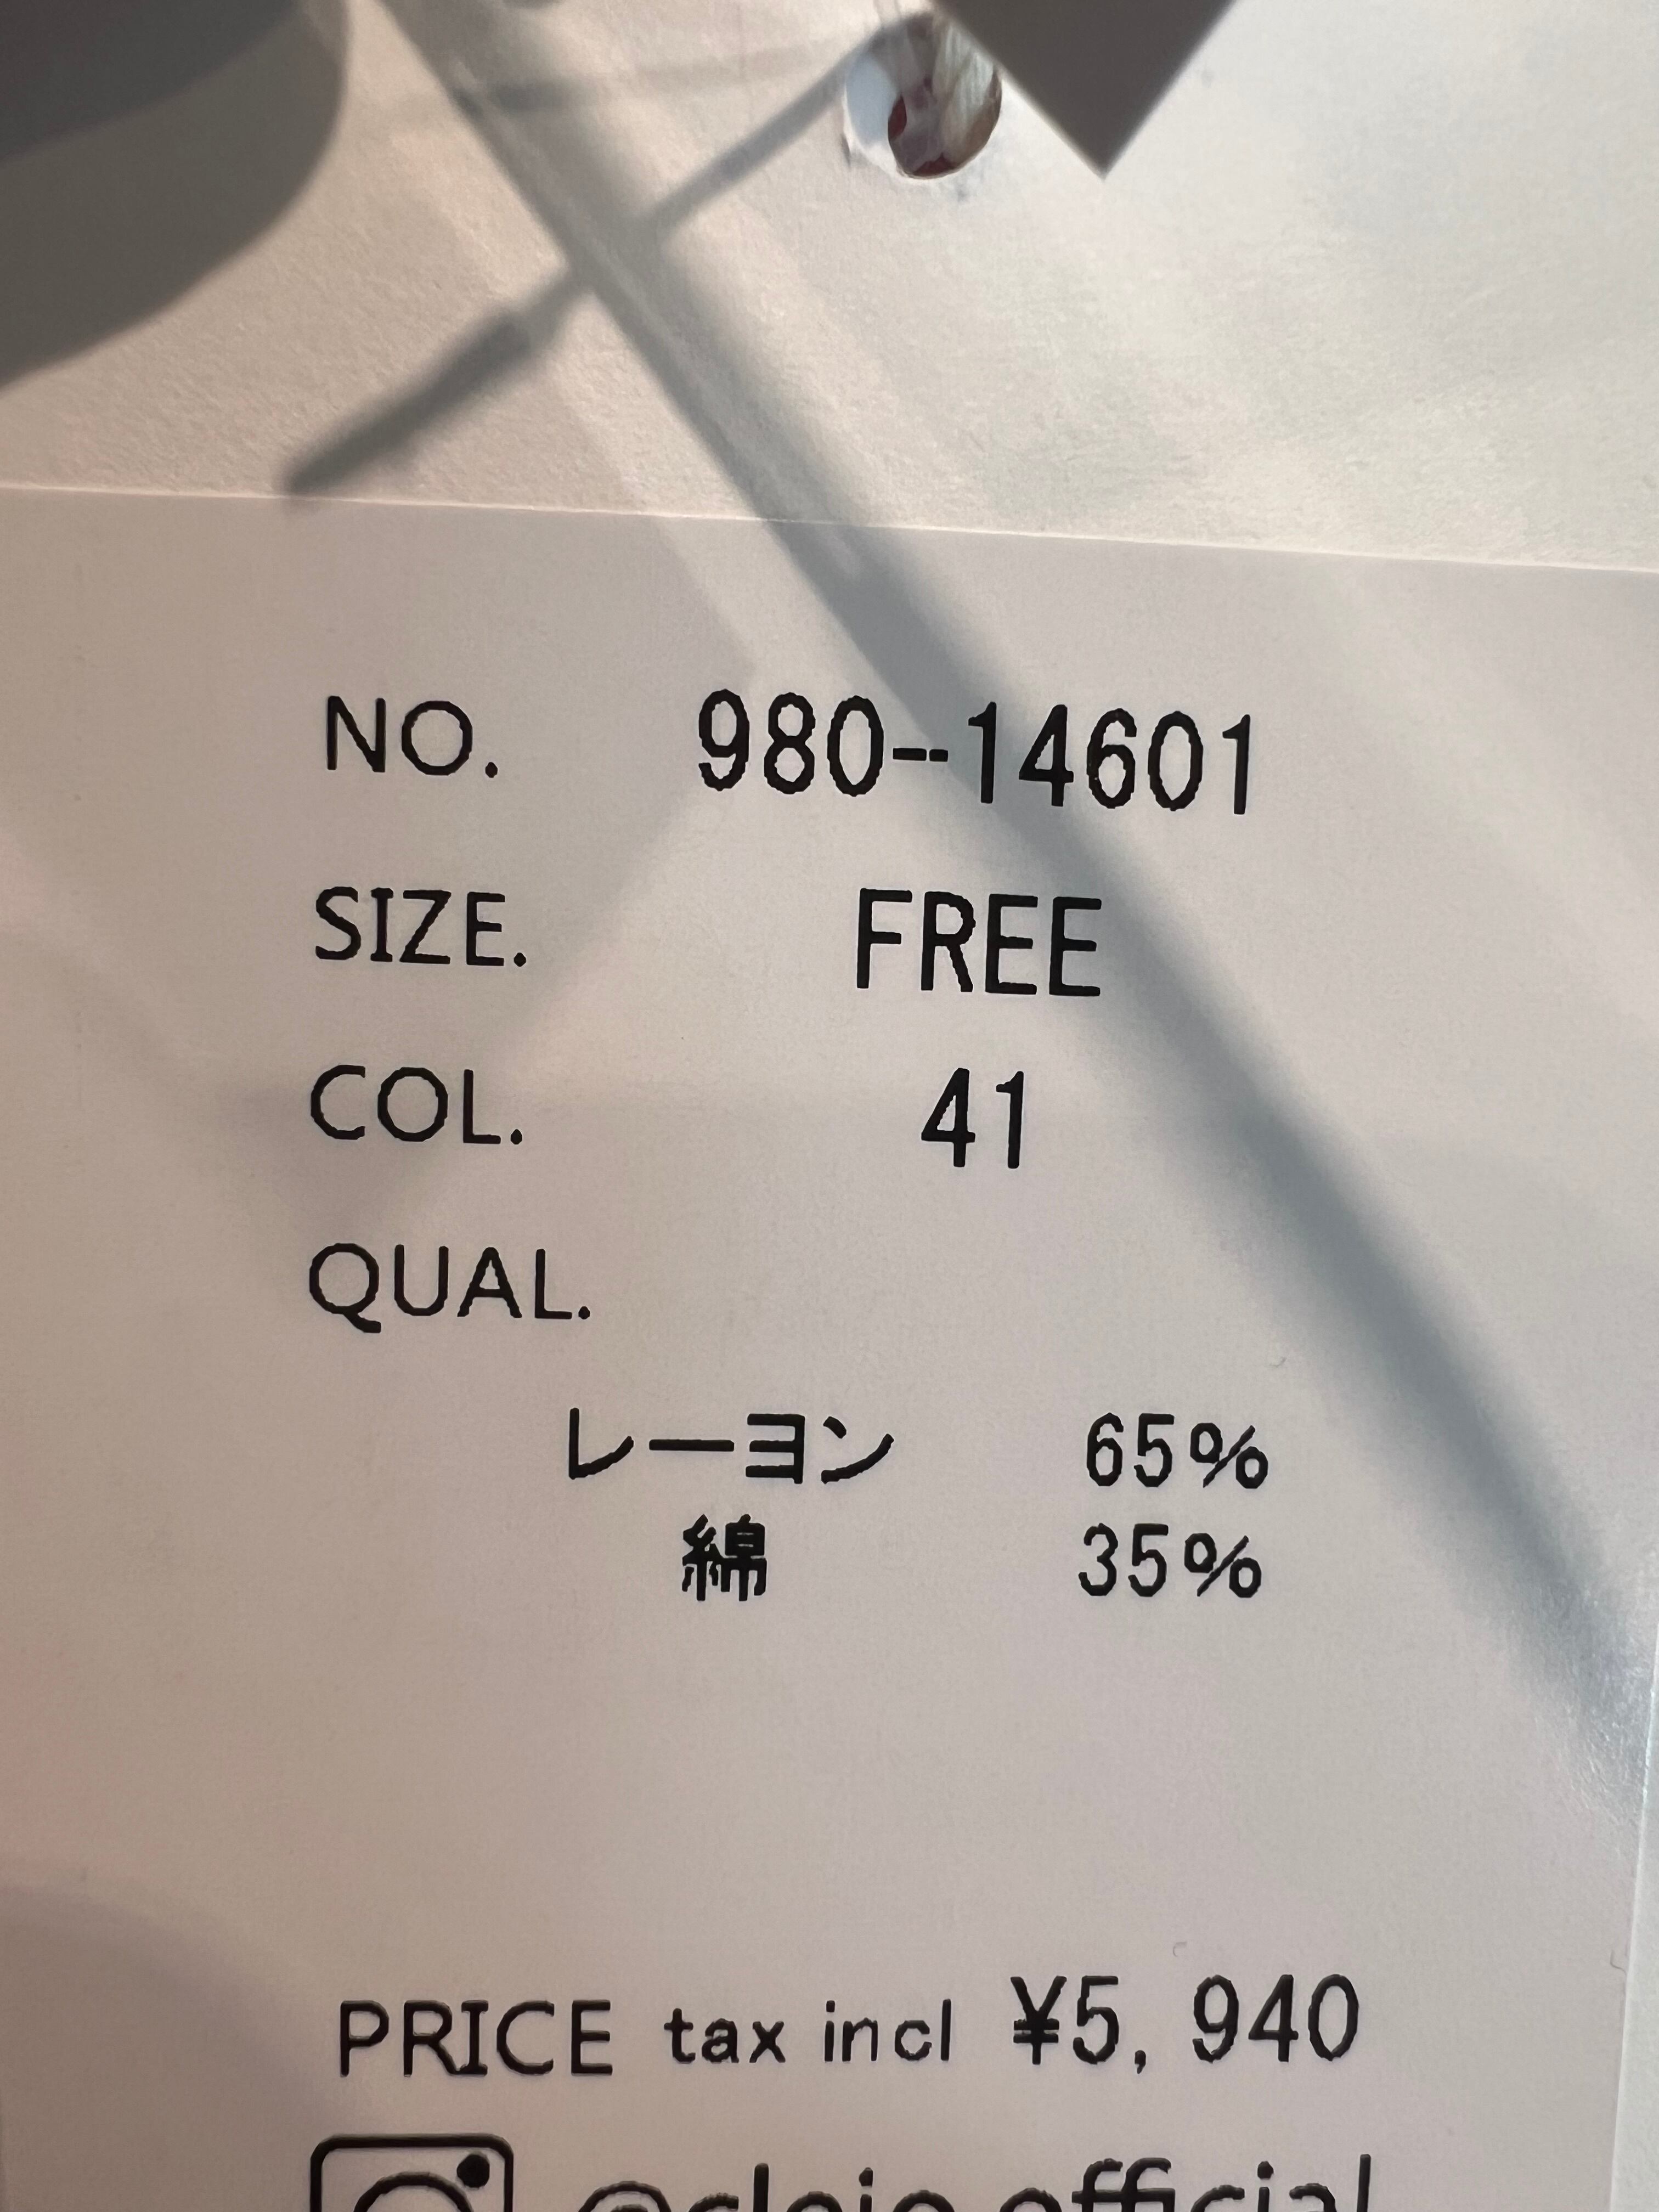 NO. 980-14601
SIZE. FREE
COL. 41
QUAL.
レーヨン 65%
綿 35%
PRICE tax incl ¥5, 940